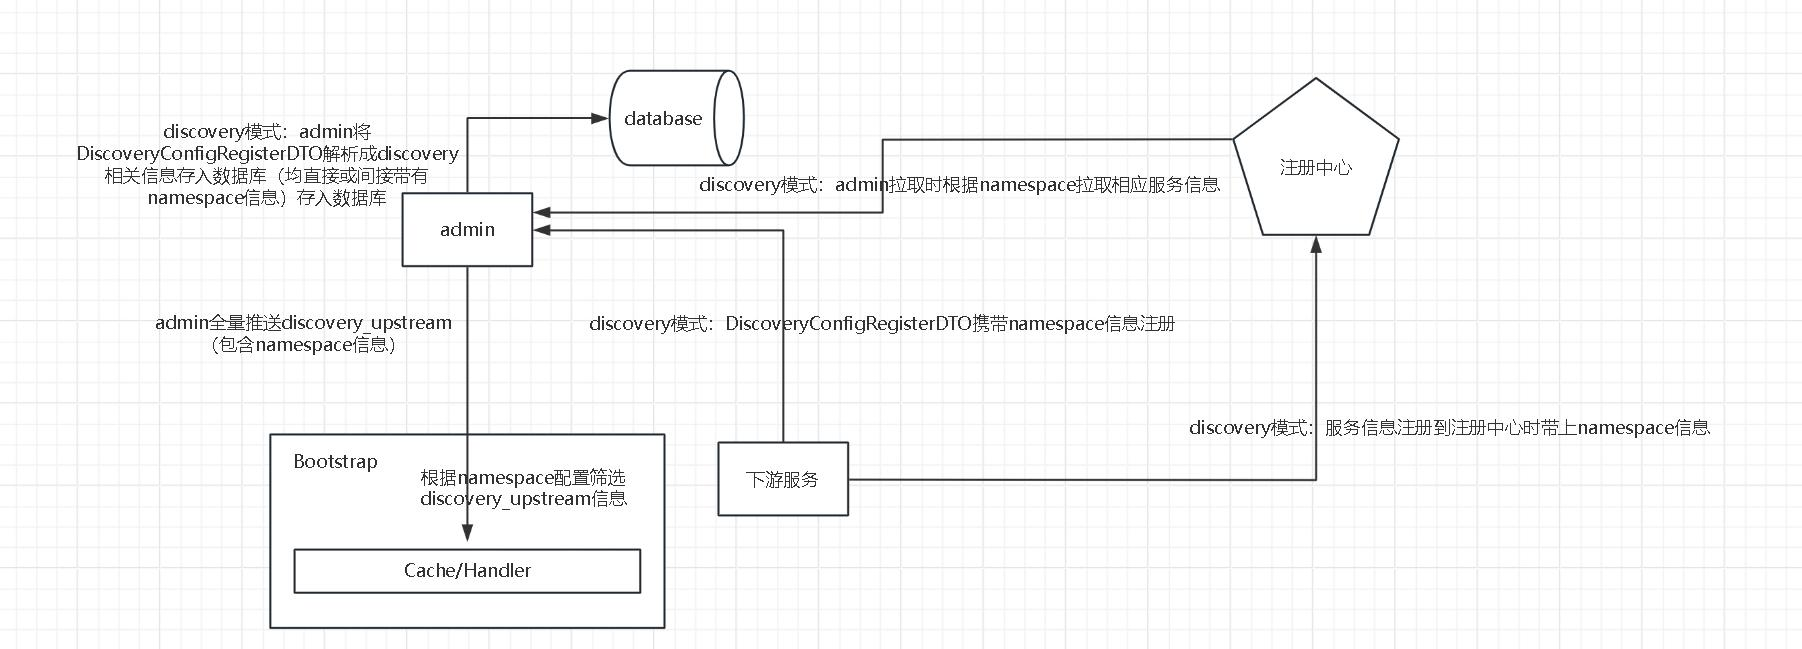 database
discovery模式：admin将
DiscoveryConfigRegisterDTO解析成discovery
相关信息存入数据库（均直接或间接带有
namespace信息）存入数据库
注册中心
discovery模式：admin拉取时根据namespace拉取相应服务信息
admin
admin全量推送discovery_upstream
（包含namespace信息）
discovery模式：DiscoveryConfigRegisterDTO携带namespace信息注册
discovery模式：服务信息注册到注册中心时带上namespace信息
Bootstrap
根据namespace配置筛选
discovery_upstream信息
下游服务
Cache/Handler